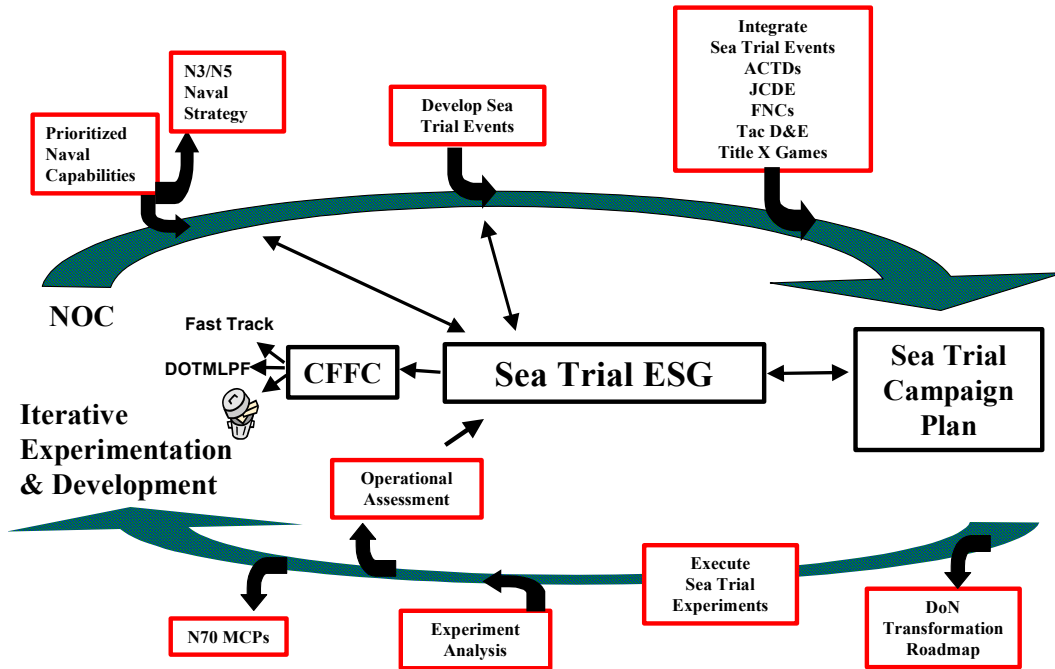 Integrate
Sea Trial Events
ACTDs
JCDE
FNCs
Tac D&E
Title X Games
N3/N5
Naval
Strategy
Develop Sea
Trial Events
Prioritized
Naval
Capabilities
NOC
Fast Track
DOTMLPF
CFFC
Sea Trial ESG
Sea Trial
Campaign
Plan
Iterative
Experimentation
& Development
Operational
Assessment
Execute
Sea Trial
Experiments
N70 MCPs
Experiment
Analysis
DoN
Transformation
Roadmap